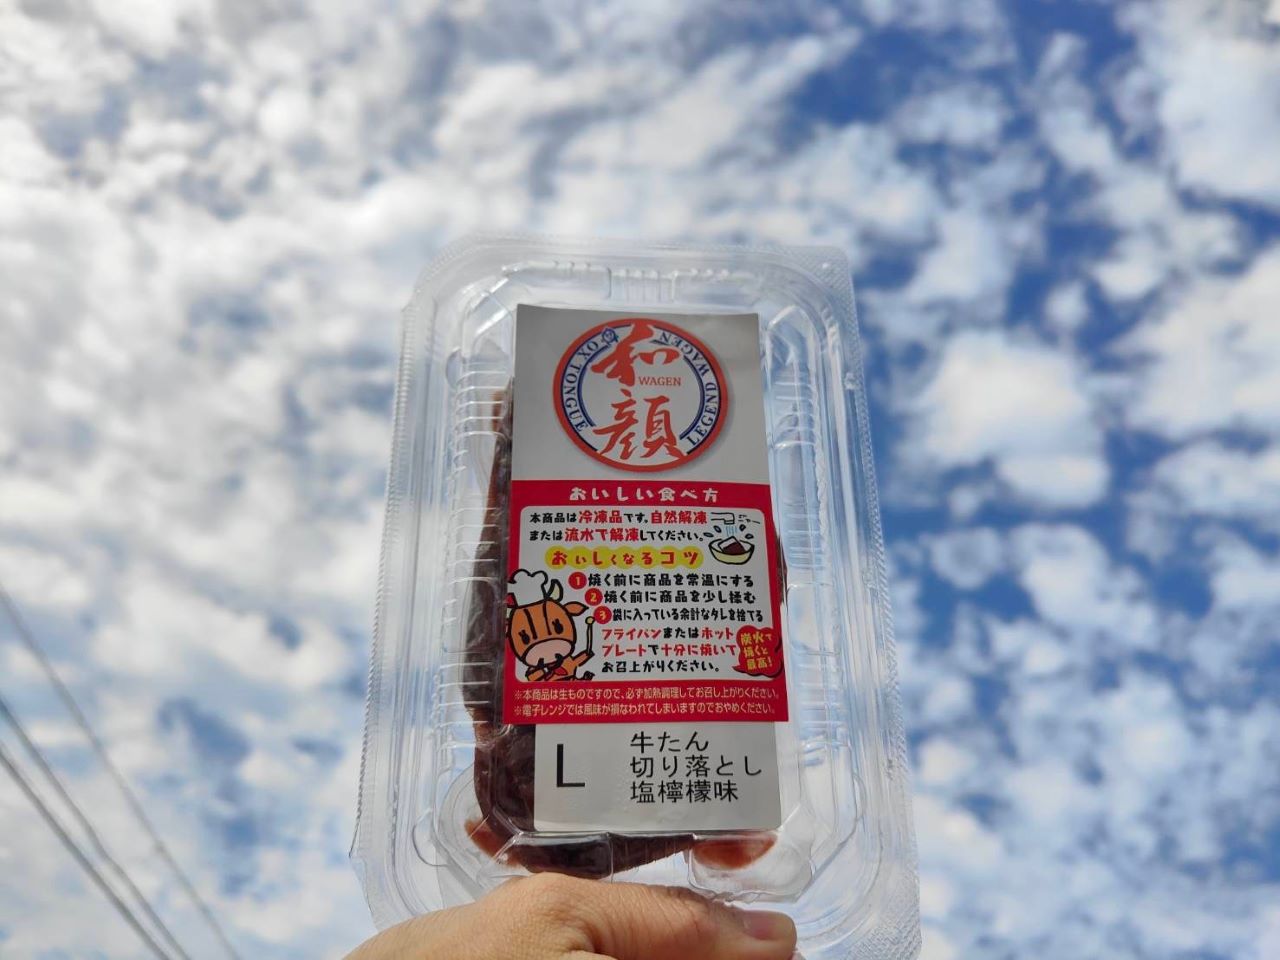 和顔
WAGEN
OX TONGUE
LEGEND WAGEN
おいしい食べ方
本商品は冷凍品です。自然解凍
または流水で解凍してください。
ジャー
おいしくなるコツ
1 焼く前に商品を常温にする
2 焼く前に商品を少し揉む
3 袋に入っている余計なタレを捨てる
フライパンまたはホット
プレートで十分に焼いて
お召上がりください。
炭火で
焼くと
最高!
※本商品は生ものですので、必ず加熱調理してお召し上がりください。
※電子レンジでは風味が損なわれてしまいますのでおやめください。
L
牛たん
切り落とし
塩檸檬味